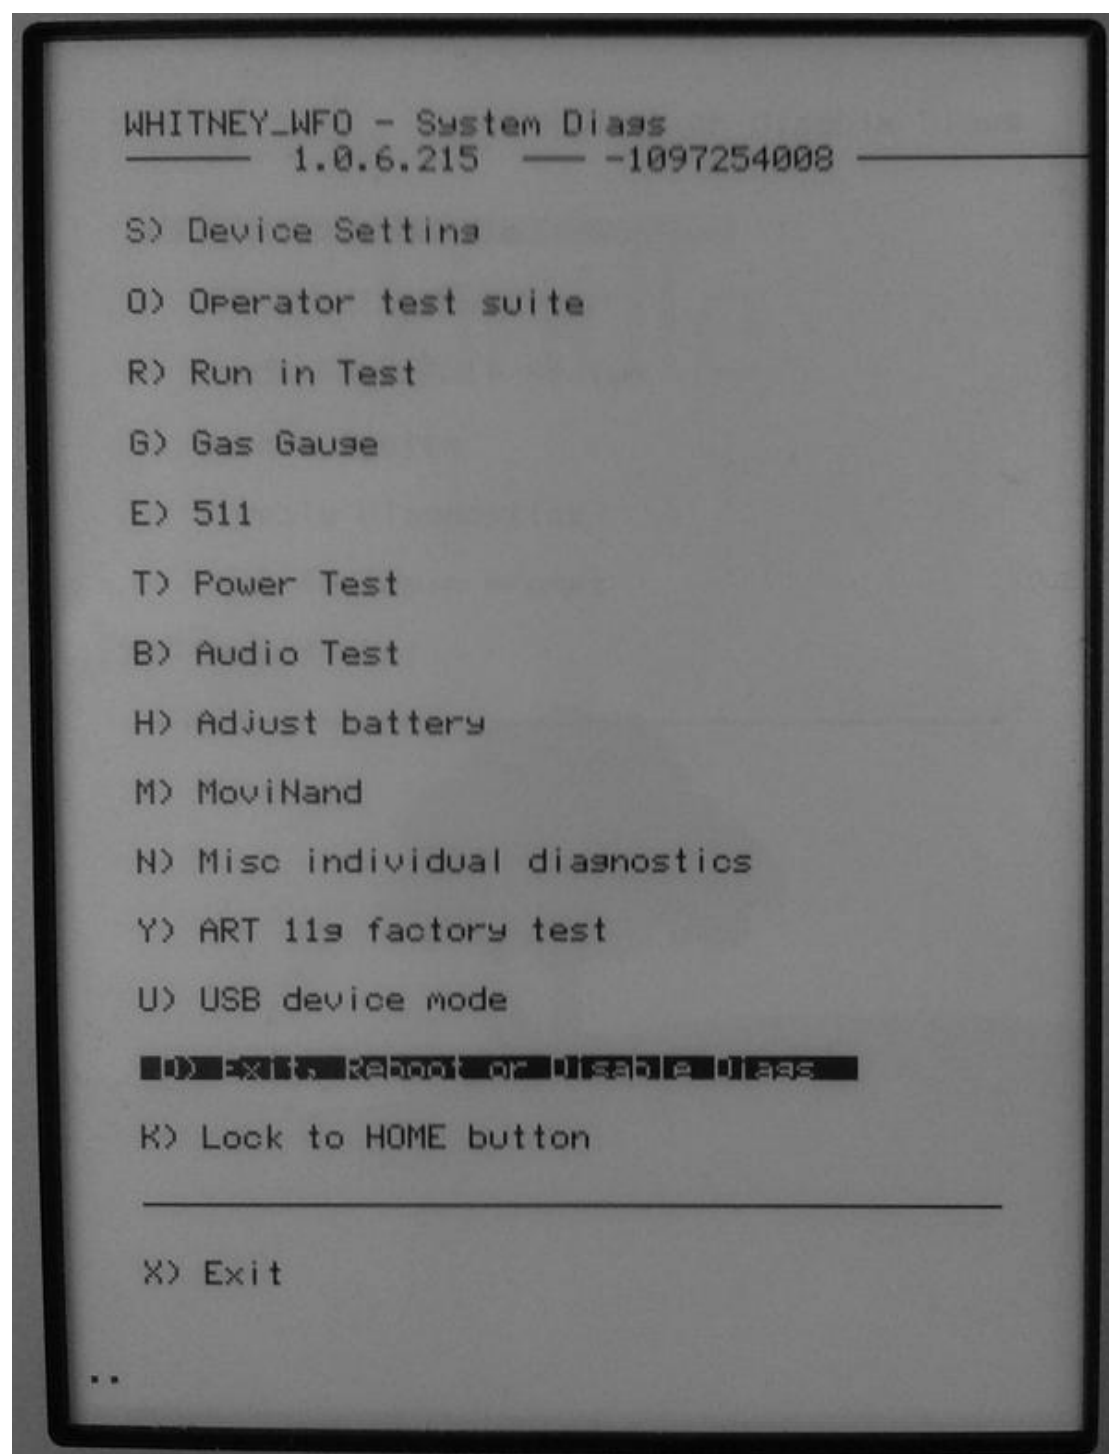 WHITNEY_WFO - System Diags
1.0.6.215 -1097254008
S) Device Setting
O) Operator test suite
R) Run in Test
G) Gas Gauge
E) 511
T) Power Test
B) Audio Test
H) Adjust battery
M) MoviNand
N) Misc individual diagnostics
Y) ART 11g factory test
U) USB device mode
D) Exit, Reboot or Disable Diags
K) Lock to HOME button
X) Exit
..